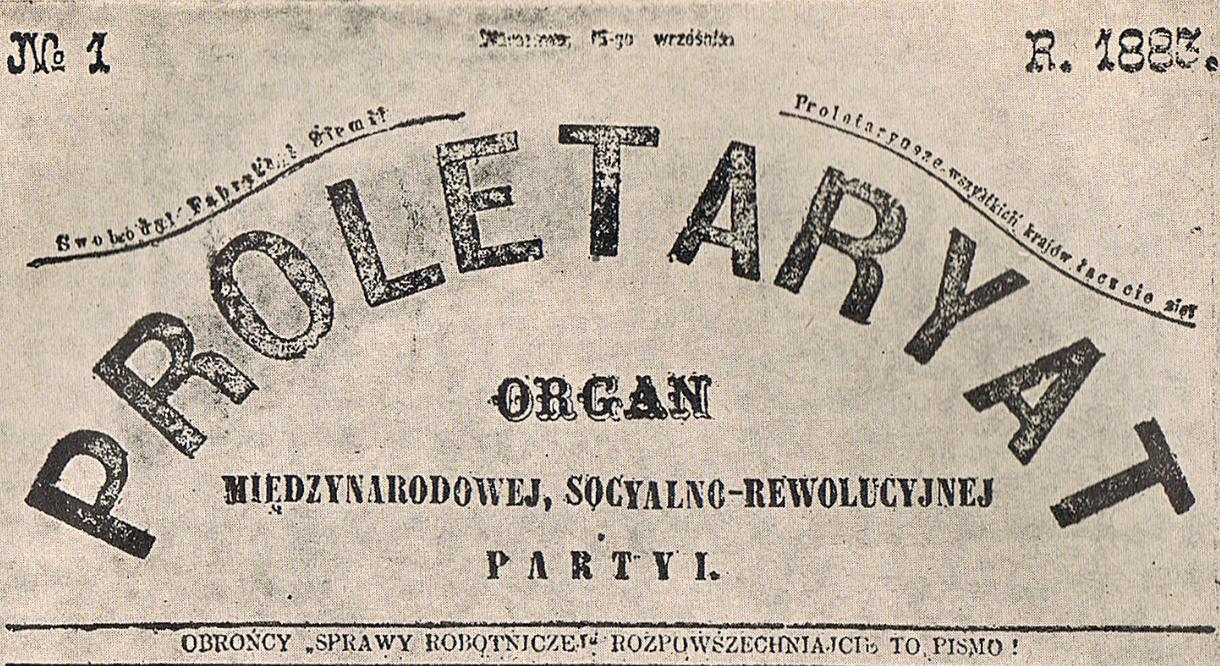 № 1
Warszawa, 15-go września
R. 1883.
Swobody! Fabryki! Ziemi!
Proletaryusze wszystkich krajów łączcie się!
PROLETARYAT
ORGAN
MIĘDZYNARODOWEJ, SOCYALNO-REWOLUCYJNEJ
PARTYI.
OBROŃCY „SPRAWY ROBOTNICZEJ“ ROZPOWSZECHNIAJCIE TO PISMO!